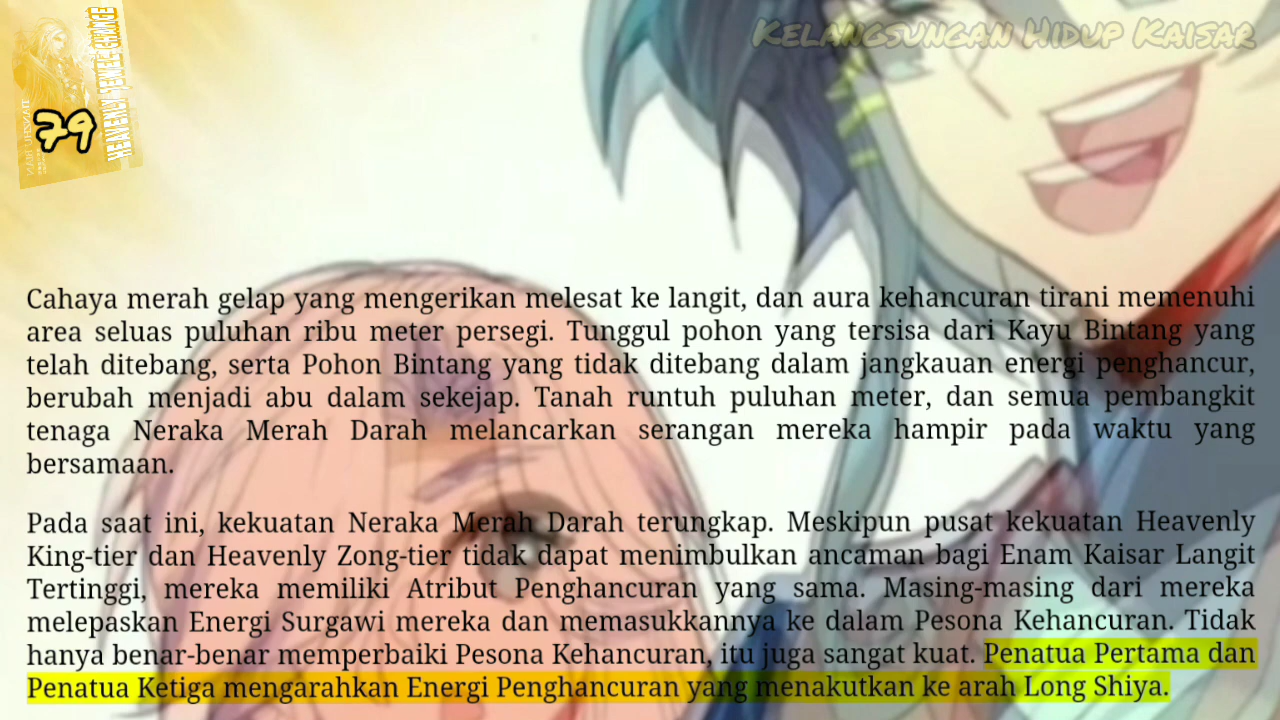 Kelangsungan Hidup Kaisar
HEAVENLY JEWEL CHANGE
79
Cahaya merah gelap yang mengerikan melesat ke langit, dan aura kehancuran tirani memenuhi
area seluas puluhan ribu meter persegi. Tunggul pohon yang tersisa dari Kayu Bintang yang
telah ditebang, serta Pohon Bintang yang tidak ditebang dalam jangkauan energi penghancur,
berubah menjadi abu dalam sekejap. Tanah runtuh puluhan meter, dan semua pembangkit
tenaga Neraka Merah Darah melancarkan serangan mereka hampir pada waktu yang
bersamaan.
Pada saat ini, kekuatan Neraka Merah Darah terungkap. Meskipun pusat kekuatan Heavenly
King-tier dan Heavenly Zong-tier tidak dapat menimbulkan ancaman bagi Enam Kaisar Langit
Tertinggi, mereka memiliki Atribut Penghancuran yang sama. Masing-masing dari mereka
melepaskan Energi Surgawi mereka dan memasukkannya ke dalam Pesona Kehancuran. Tidak
hanya benar-benar memperbaiki Pesona Kehancuran, itu juga sangat kuat. Penatua Pertama dan
Penatua Ketiga mengarahkan Energi Penghancuran yang menakutkan ke arah Long Shiya.